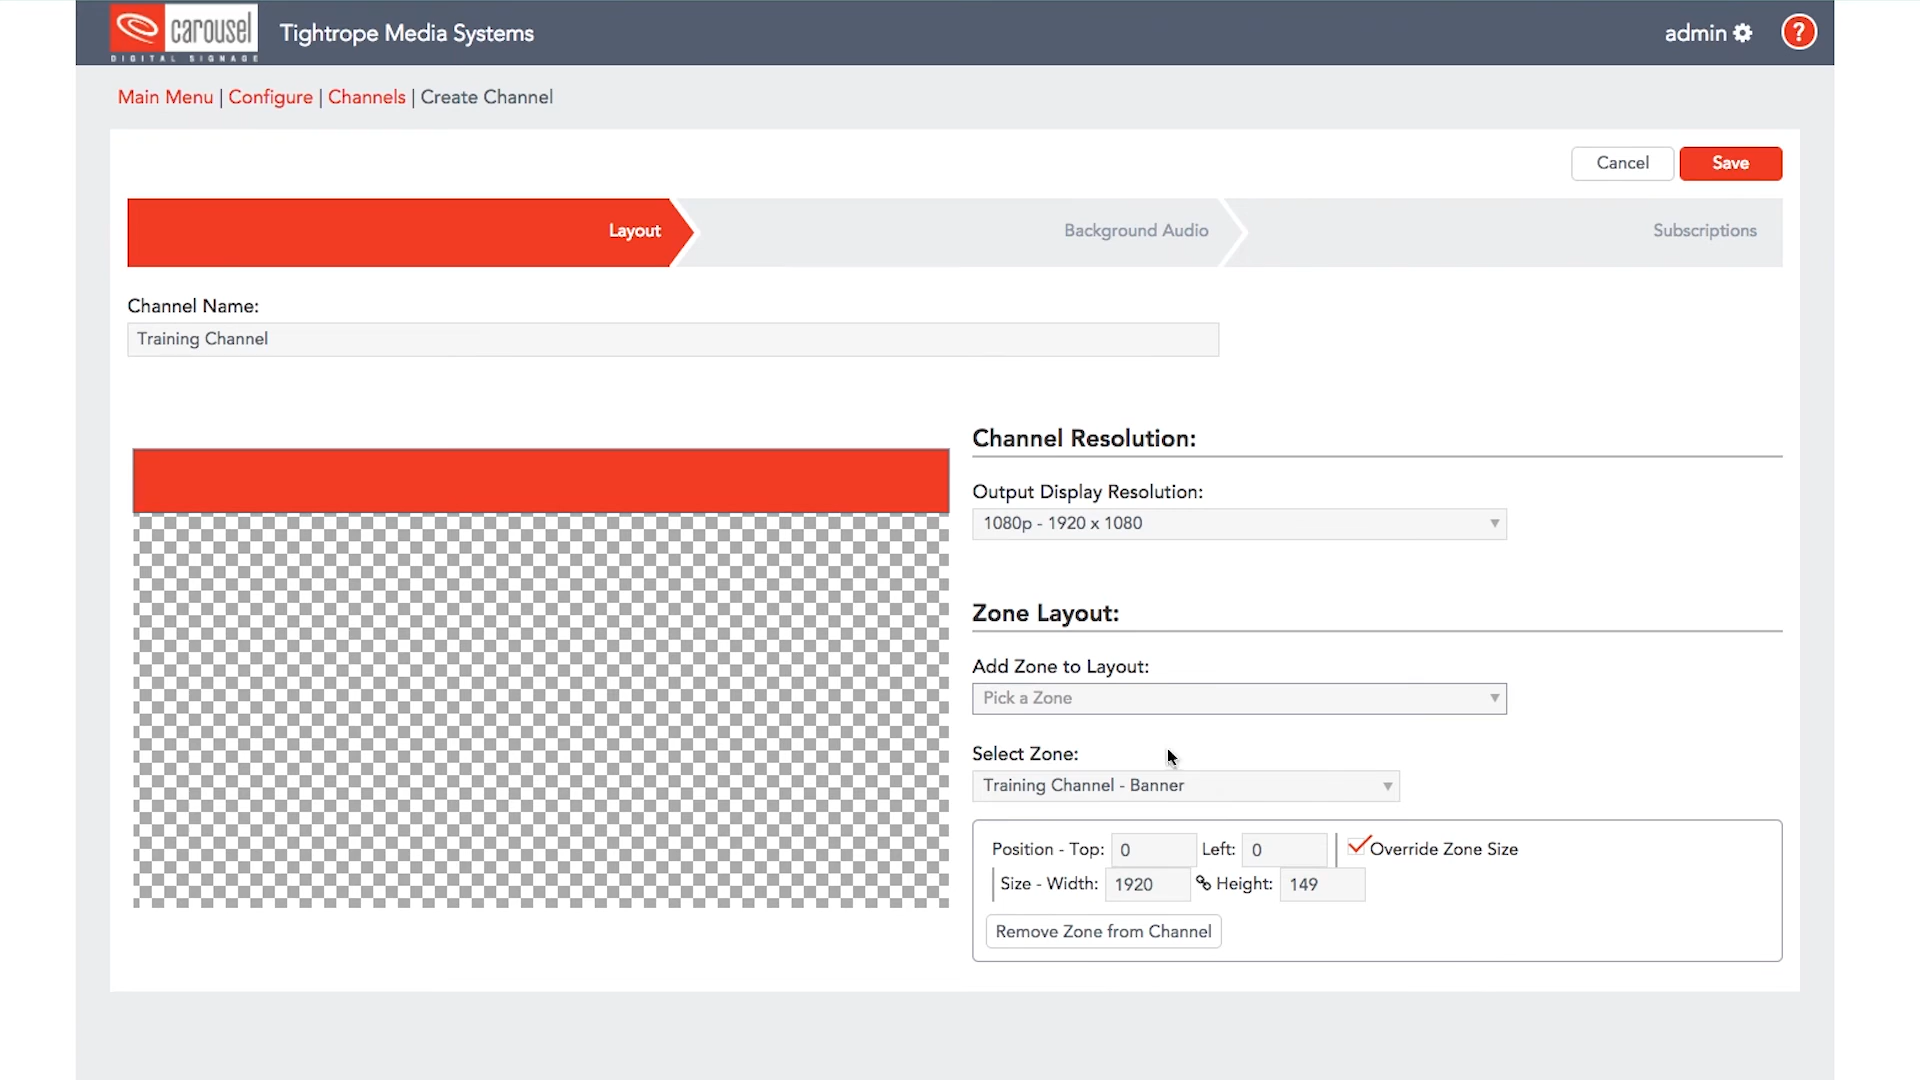 carousel
DIGITAL SIGNAGE
Tightrope Media Systems
admin
?
Main Menu | Configure | Channels | Create Channel
Cancel
Save
Layout
Background Audio
Subscriptions
Channel Name:
Training Channel
Channel Resolution:
Output Display Resolution:
1080p - 1920 x 1080
Zone Layout:
Add Zone to Layout:
Pick a Zone
Select Zone:
Training Channel - Banner
Position - Top: 0 Left: 0 Override Zone Size
Size - Width: 1920 Height: 149
Remove Zone from Channel